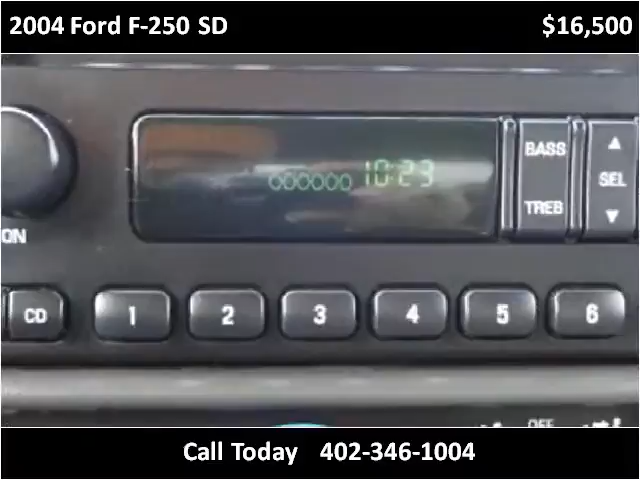 2004 Ford F-250 SD $16,500
10:23
BASS
SEL
TREB
ON
CD 1 2 3 4 5 6
OFF
Call Today 402-346-1004